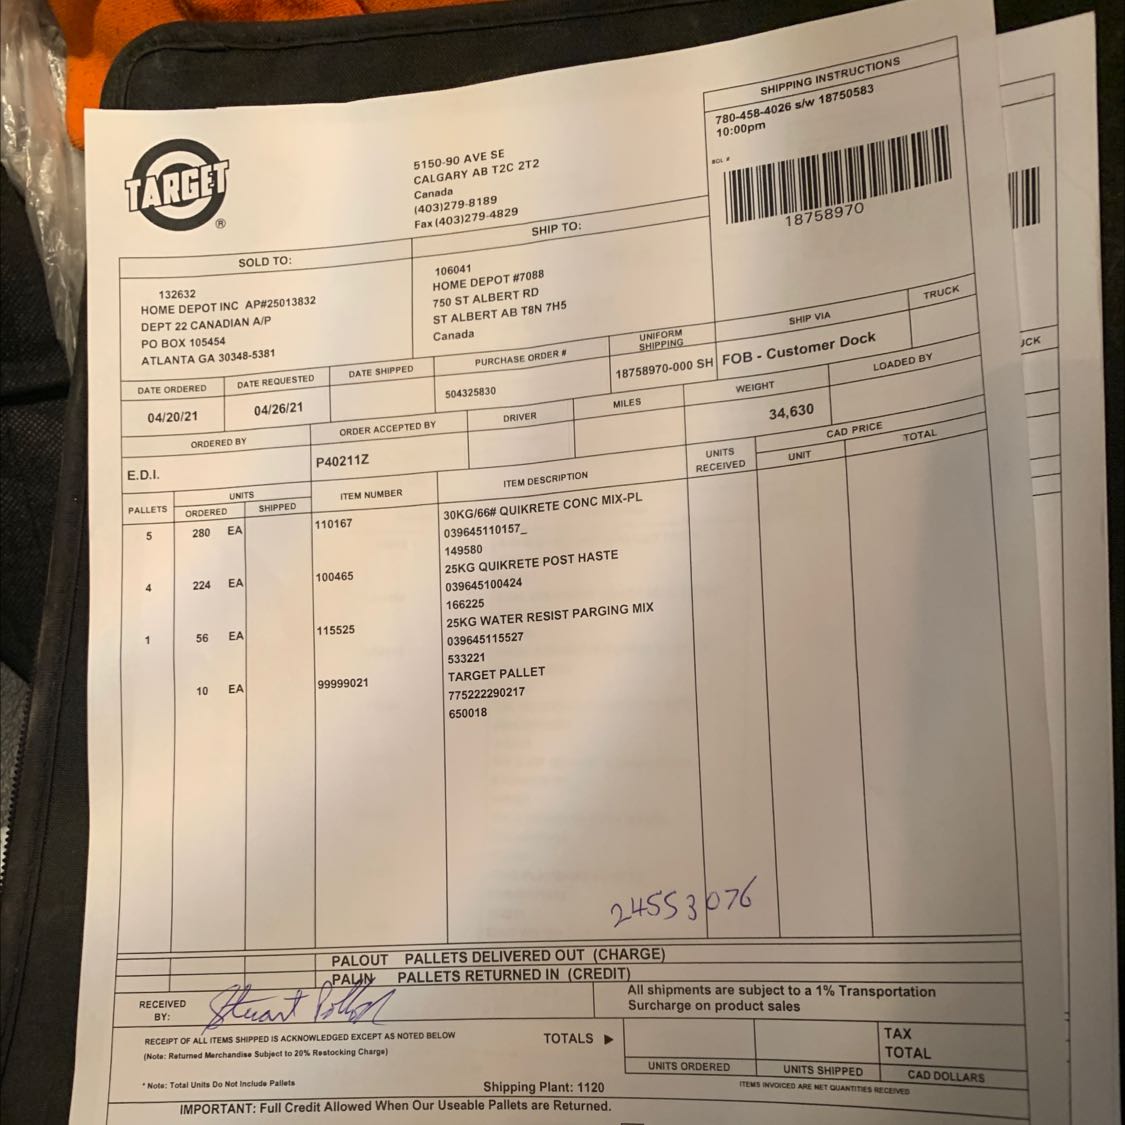 TARGET
®
5150-90 AVE SE
CALGARY AB T2C 2T2
Canada
(403)279-8189
Fax (403)279-4829
SHIPPING INSTRUCTIONS
780-458-4026 s/w 18750583
10:00pm
BOL #
18758970
SOLD TO:
132632
HOME DEPOT INC AP#25013832
DEPT 22 CANADIAN A/P
PO BOX 105454
ATLANTA GA 30348-5381
SHIP TO:
106041
HOME DEPOT #7088
750 ST ALBERT RD
ST ALBERT AB T8N 7H5
Canada
DATE ORDERED
04/20/21
DATE REQUESTED
04/26/21
DATE SHIPPED
PURCHASE ORDER #
504325830
UNIFORM
SHIPPING
18758970-000 SH
SHIP VIA
FOB - Customer Dock
TRUCK
ORDERED BY
E.D.I.
ORDER ACCEPTED BY
P40211Z
DRIVER
MILES
WEIGHT
34,630
LOADED BY
PALLETS
UNITS
ORDERED
SHIPPED
ITEM NUMBER
ITEM DESCRIPTION
UNITS
RECEIVED
CAD PRICE
UNIT
TOTAL
5 280 EA 110167 30KG/66# QUIKRETE CONC MIX-PL
039645110157_
149580
4 224 EA 100465 25KG QUIKRETE POST HASTE
039645100424
166225
1 56 EA 115525 25KG WATER RESIST PARGING MIX
039645115527
533221
10 EA 99999021 TARGET PALLET
775222290217
650018
24553076
PALOUT PALLETS DELIVERED OUT (CHARGE)
PALIN PALLETS RETURNED IN (CREDIT)
RECEIVED
BY:
Stuart
All shipments are subject to a 1% Transportation
Surcharge on product sales
RECEIPT OF ALL ITEMS SHIPPED IS ACKNOWLEDGED EXCEPT AS NOTED BELOW
(Note: Returned Merchandise Subject to 20% Restocking Charge)
TOTALS ▶
TAX
TOTAL
UNITS ORDERED
UNITS SHIPPED
CAD DOLLARS
* Note: Total Units Do Not Include Pallets
Shipping Plant: 1120
ITEMS INVOICED ARE NET QUANTITIES RECEIVED
IMPORTANT: Full Credit Allowed When Our Useable Pallets are Returned.
UCK